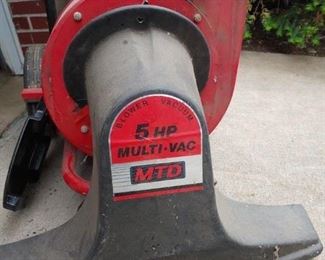 BLOWER VACUUM
5 HP
MULTI-VAC
MTD